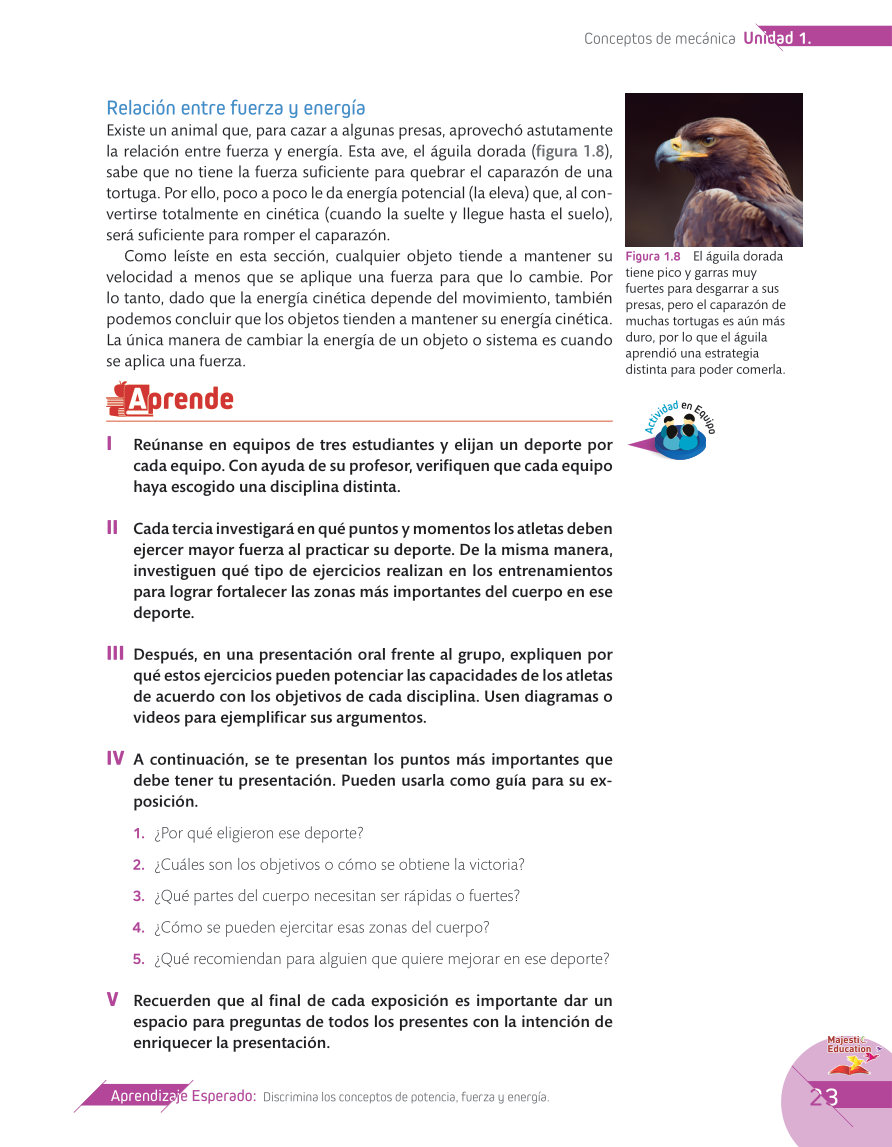 Conceptos de mecánica Unidad 1.
Relación entre fuerza y energía
Existe un animal que, para cazar a algunas presas, aprovechó astutamente
la relación entre fuerza y energía. Esta ave, el águila dorada (figura 1.8),
sabe que no tiene la fuerza suficiente para quebrar el caparazón de una
tortuga. Por ello, poco a poco le da energía potencial (la eleva) que, al con-
vertirse totalmente en cinética (cuando la suelte y llegue hasta el suelo),
será suficiente para romper el caparazón.
Como leíste en esta sección, cualquier objeto tiende a mantener su
velocidad a menos que se aplique una fuerza para que lo cambie. Por
lo tanto, dado que la energía cinética depende del movimiento, también
podemos concluir que los objetos tienden a mantener su energía cinética.
La única manera de cambiar la energía de un objeto o sistema es cuando
se aplica una fuerza.
Figura 1.8 El águila dorada
tiene pico y garras muy
fuertes para desgarrar a sus
presas, pero el caparazón de
muchas tortugas es aún más
duro, por lo que el águila
aprendió una estrategia
distinta para poder comerla.
Aprende
Actividad en Equipo
I Reúnanse en equipos de tres estudiantes y elijan un deporte por
cada equipo. Con ayuda de su profesor, verifiquen que cada equipo
haya escogido una disciplina distinta.
II Cada tercia investigará en qué puntos y momentos los atletas deben
ejercer mayor fuerza al practicar su deporte. De la misma manera,
investiguen qué tipo de ejercicios realizan en los entrenamientos
para lograr fortalecer las zonas más importantes del cuerpo en ese
deporte.
III Después, en una presentación oral frente al grupo, expliquen por
qué estos ejercicios pueden potenciar las capacidades de los atletas
de acuerdo con los objetivos de cada disciplina. Usen diagramas o
videos para ejemplificar sus argumentos.
IV A continuación, se te presentan los puntos más importantes que
debe tener tu presentación. Pueden usarla como guía para su ex-
posición.
1. ¿Por qué eligieron ese deporte?
2. ¿Cuáles son los objetivos o cómo se obtiene la victoria?
3. ¿Qué partes del cuerpo necesitan ser rápidas o fuertes?
4. ¿Cómo se pueden ejercitar esas zonas del cuerpo?
5. ¿Qué recomiendan para alguien que quiere mejorar en ese deporte?
V Recuerden que al final de cada exposición es importante dar un
espacio para preguntas de todos los presentes con la intención de
enriquecer la presentación.
Majestic
Education
Aprendizaje Esperado: Discrimina los conceptos de potencia, fuerza y energía.
23